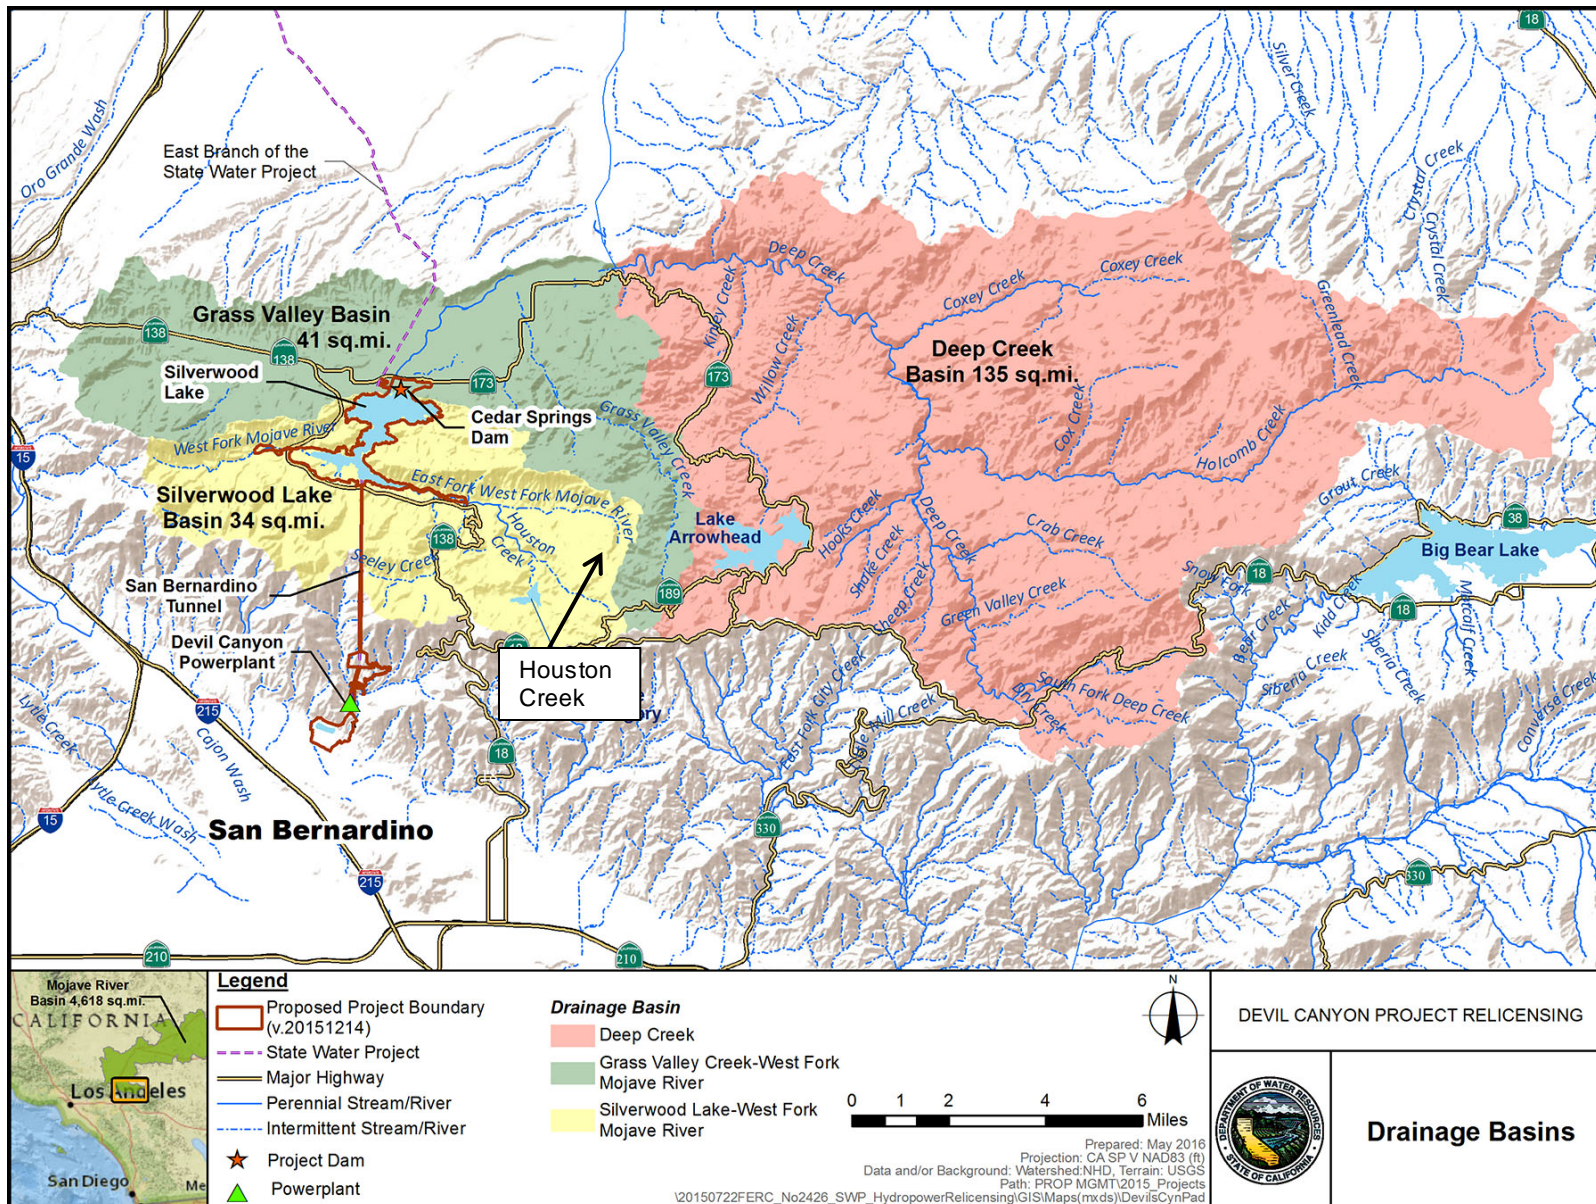 18
Silver Creek
Oro Grande Wash
East Branch of the
State Water Project
Crystal Creek
Crystal Creek
Deep Creek
Coxey Creek
Coxey Creek
Grass Valley Basin
41 sq.mi.
138
138
Kinley Creek
Willow Creek
Greenlead Creek
Deep Creek
Basin 135 sq.mi.
Silverwood
Lake
173
173
Cedar Springs
Dam
Grass Valley Creek
Cox Creek
Holcomb Creek
West Fork Mojave River
15
East Fork West Fork Mojave River
Silverwood Lake
Basin 34 sq.mi.
Grout Creek
Houston
Creek
Lake
Arrowhead
Hooks Creek
Deep Creek
Crab Creek
38
138
Big Bear Lake
Seeley Creek
Shake Creek
San Bernardino
Tunnel
189
Sheep Creek
Green Valley Creek
Snow Fork
18
Kidd Creek
18
Metcalf Creek
Bear Creek
Devil Canyon
Powerplant
Houston
Creek
gory
Siberia Creek
Siberia Creek
South Fork Deep Creek
East Fork City Creek
Mill Creek
Converse Creek
Lytle Creek
215
Cajon Wash
18
Lytle Creek Wash
15
San Bernardino
330
215
330
210
210
Mojave River
Basin 4,618 sq.mi.
CALIFORNIA
Los Angeles
San Diego
Me
Legend
Proposed Project Boundary
(v.20151214)
State Water Project
Major Highway
Perennial Stream/River
Intermittent Stream/River
Project Dam
Powerplant
Drainage Basin
Deep Creek
Grass Valley Creek-West Fork
Mojave River
Silverwood Lake-West Fork
Mojave River
N
0 1 2 4 6
Miles
Prepared: May 2016
Projection: CA SP V NAD83 (ft)
Data and/or Background: Watershed:NHD, Terrain: USGS
Path: PROP MGMT\2015_Projects
\20150722FERC_No2426_SWP_HydropowerRelicensing\GIS\Maps(mxds)\DevilsCynPad
DEVIL CANYON PROJECT RELICENSING
DEPARTMENT OF WATER RESOURCES
STATE OF CALIFORNIA
Drainage Basins